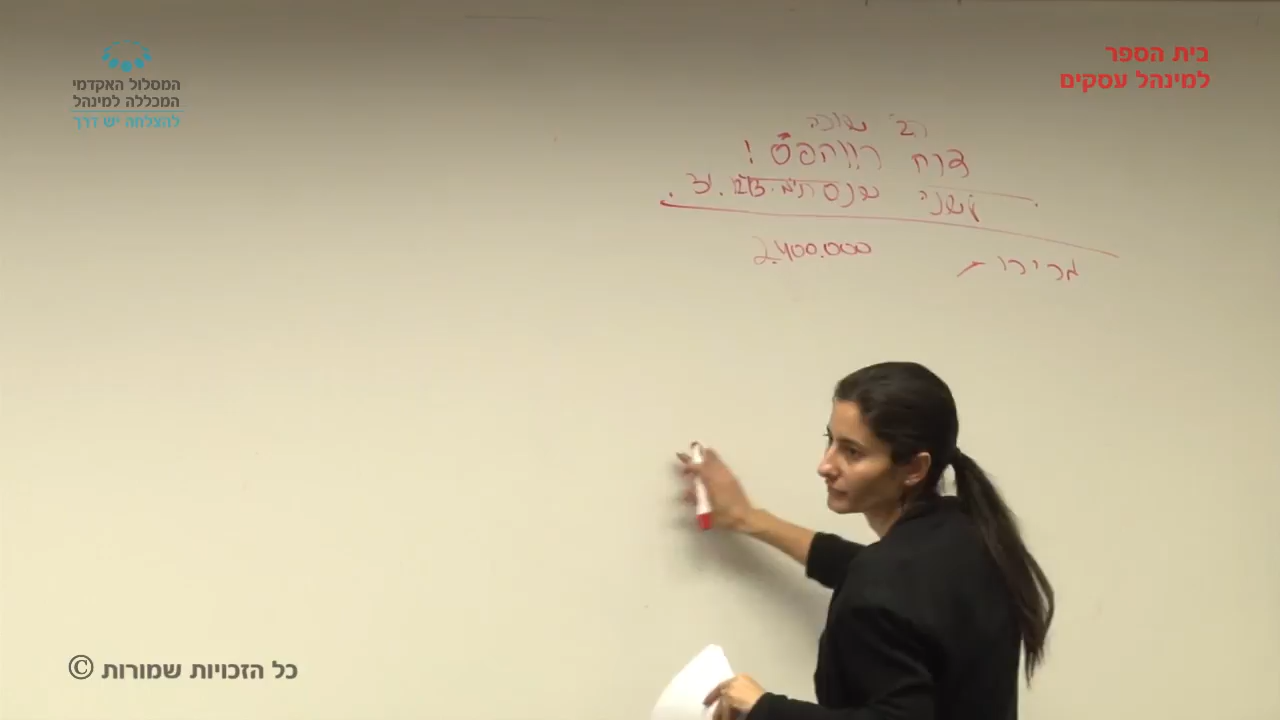 בית הספר
למינהל עסקים
המסלול האקדמי
המכללה למינהל
להצלחה יש דרך
דוח רווהפס !
מכירות 2,400,000
© כל הזכויות שמורות